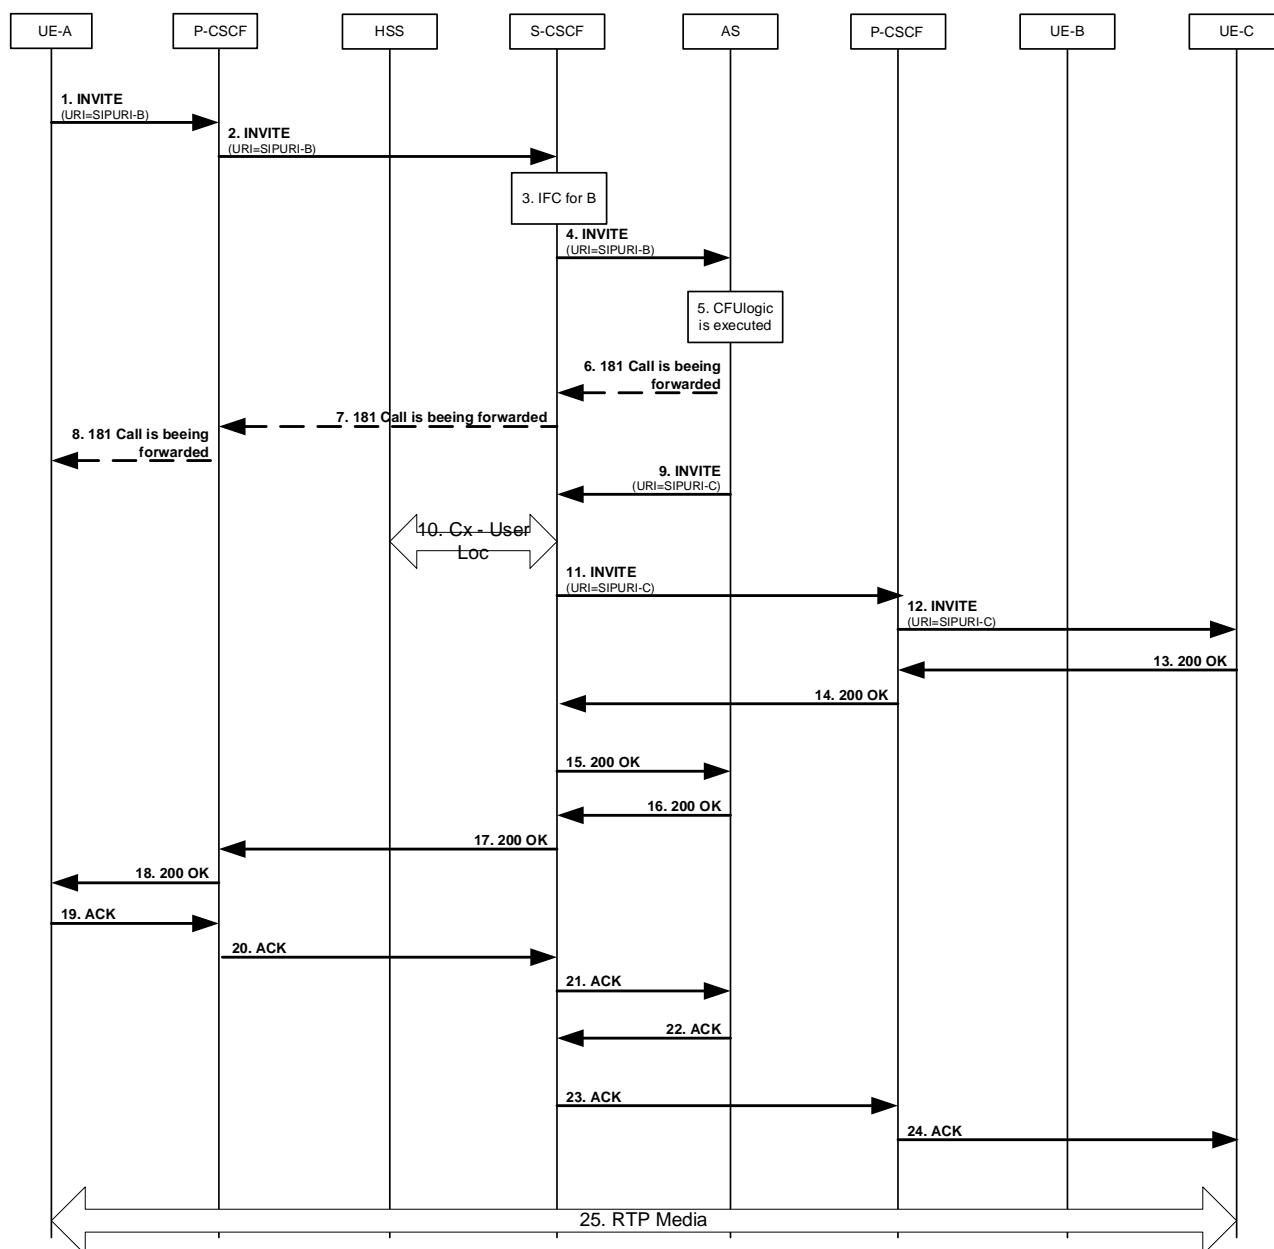 UE-A
P-CSCF
HSS
S-CSCF
AS
P-CSCF
UE-B
UE-C
1. INVITE
(URI=SIPURI-B)
2. INVITE
(URI=SIPURI-B)
3. IFC for B
4. INVITE
(URI=SIPURI-B)
5. CFUlogic
is executed
6. 181 Call is beeing
forwarded
7. 181 Call is beeing forwarded
8. 181 Call is beeing
forwarded
9. INVITE
(URI=SIPURI-C)
10. Cx - User
Loc
11. INVITE
(URI=SIPURI-C)
12. INVITE
(URI=SIPURI-C)
13. 200 OK
14. 200 OK
15. 200 OK
16. 200 OK
17. 200 OK
18. 200 OK
19. ACK
20. ACK
21. ACK
22. ACK
23. ACK
24. ACK
25. RTP Media